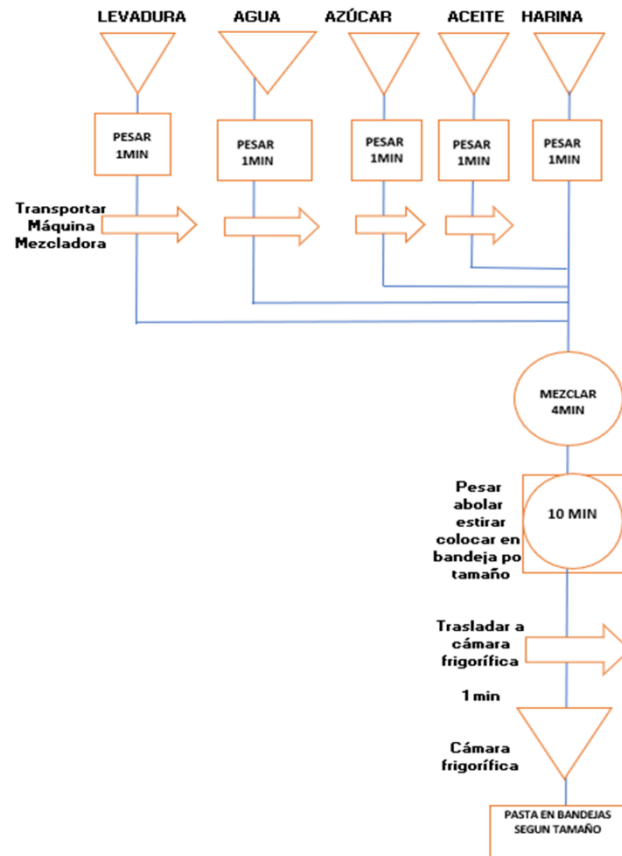 LEVADURA AGUA AZÚCAR ACEITE HARINA
PESAR PESAR PESAR PESAR PESAR
1MIN 1MIN 1MIN 1MIN 1MIN
Transportar
Máquina
Mezcladora
MEZCLAR
4MIN
Pesar
abolar
estirar
colocar en
bandeja po
tamaño
10 MIN
Trasladar a
cámara
frigorífica
1 min
Cámara
frigorífica
PASTA EN BANDEJAS
SEGUN TAMAÑO